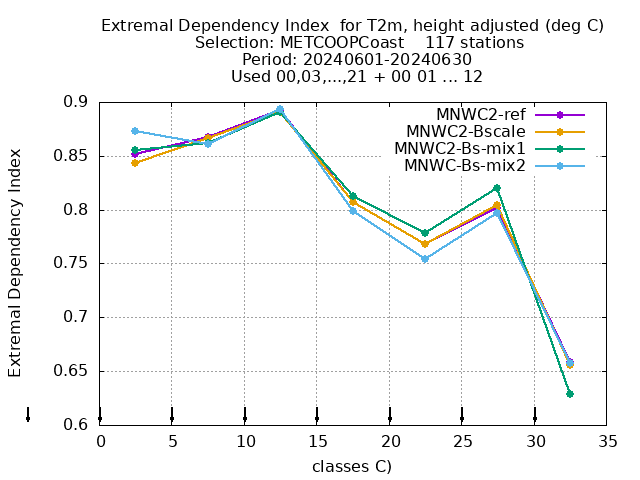 Extremal Dependency Index  for T2m, height adjusted (deg C)
Selection: METCOOPCoast    117 stations
Period: 20240601-20240630
Used 00,03,...,21 + 00 01 ... 12
MNWC2-ref
MNWC2-Bscale
MNWC2-Bs-mix1
MNWC-Bs-mix2
Extremal Dependency Index
0.9
0.85
0.8
0.75
0.7
0.65
0.6
0 5 10 15 20 25 30 35
classes C)